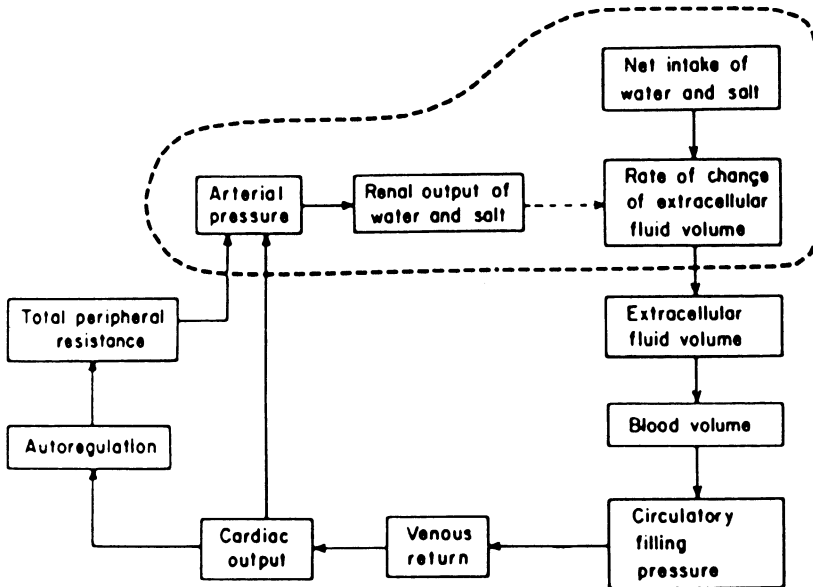 Net intake of
water and salt
Arterial
pressure
Renal output of
water and salt
Rate of change
of extracellular
fluid volume
Total peripheral
resistance
Extracellular
fluid volume
Autoregulation
Blood volume
Cardiac
output
Venous
return
Circulatory
filling
pressure